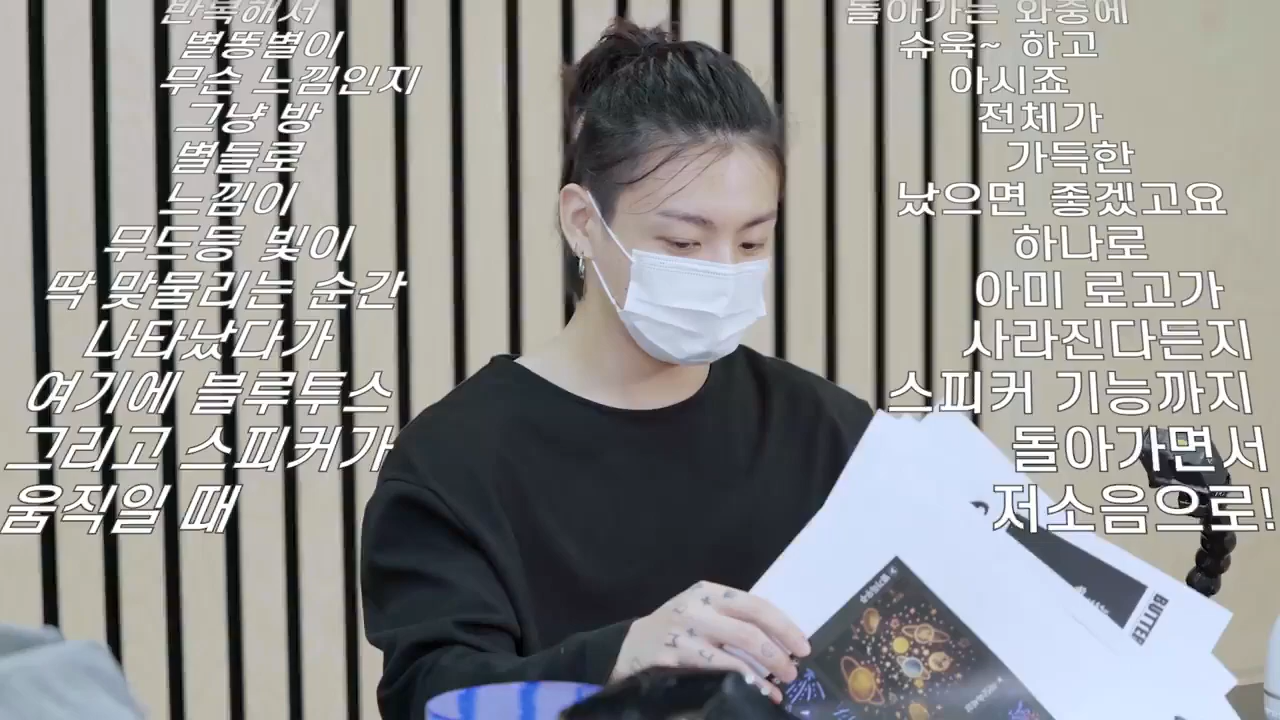 반복해서
별똥별이
무슨 느낌인지
그냥 방
별들로
느낌이
무드등 빛이
딱 맞물리는 순간
나타났다가
여기에 블루투스
그리고 스피커가
움직일 때
돌아가는 와중에
슈욱~ 하고
아시죠
전체가
가득한
났으면 좋겠고요
하나로
아미 로고가
사라진다든지
스피커 기능까지
돌아가면서
저소음으로!
BUTTER